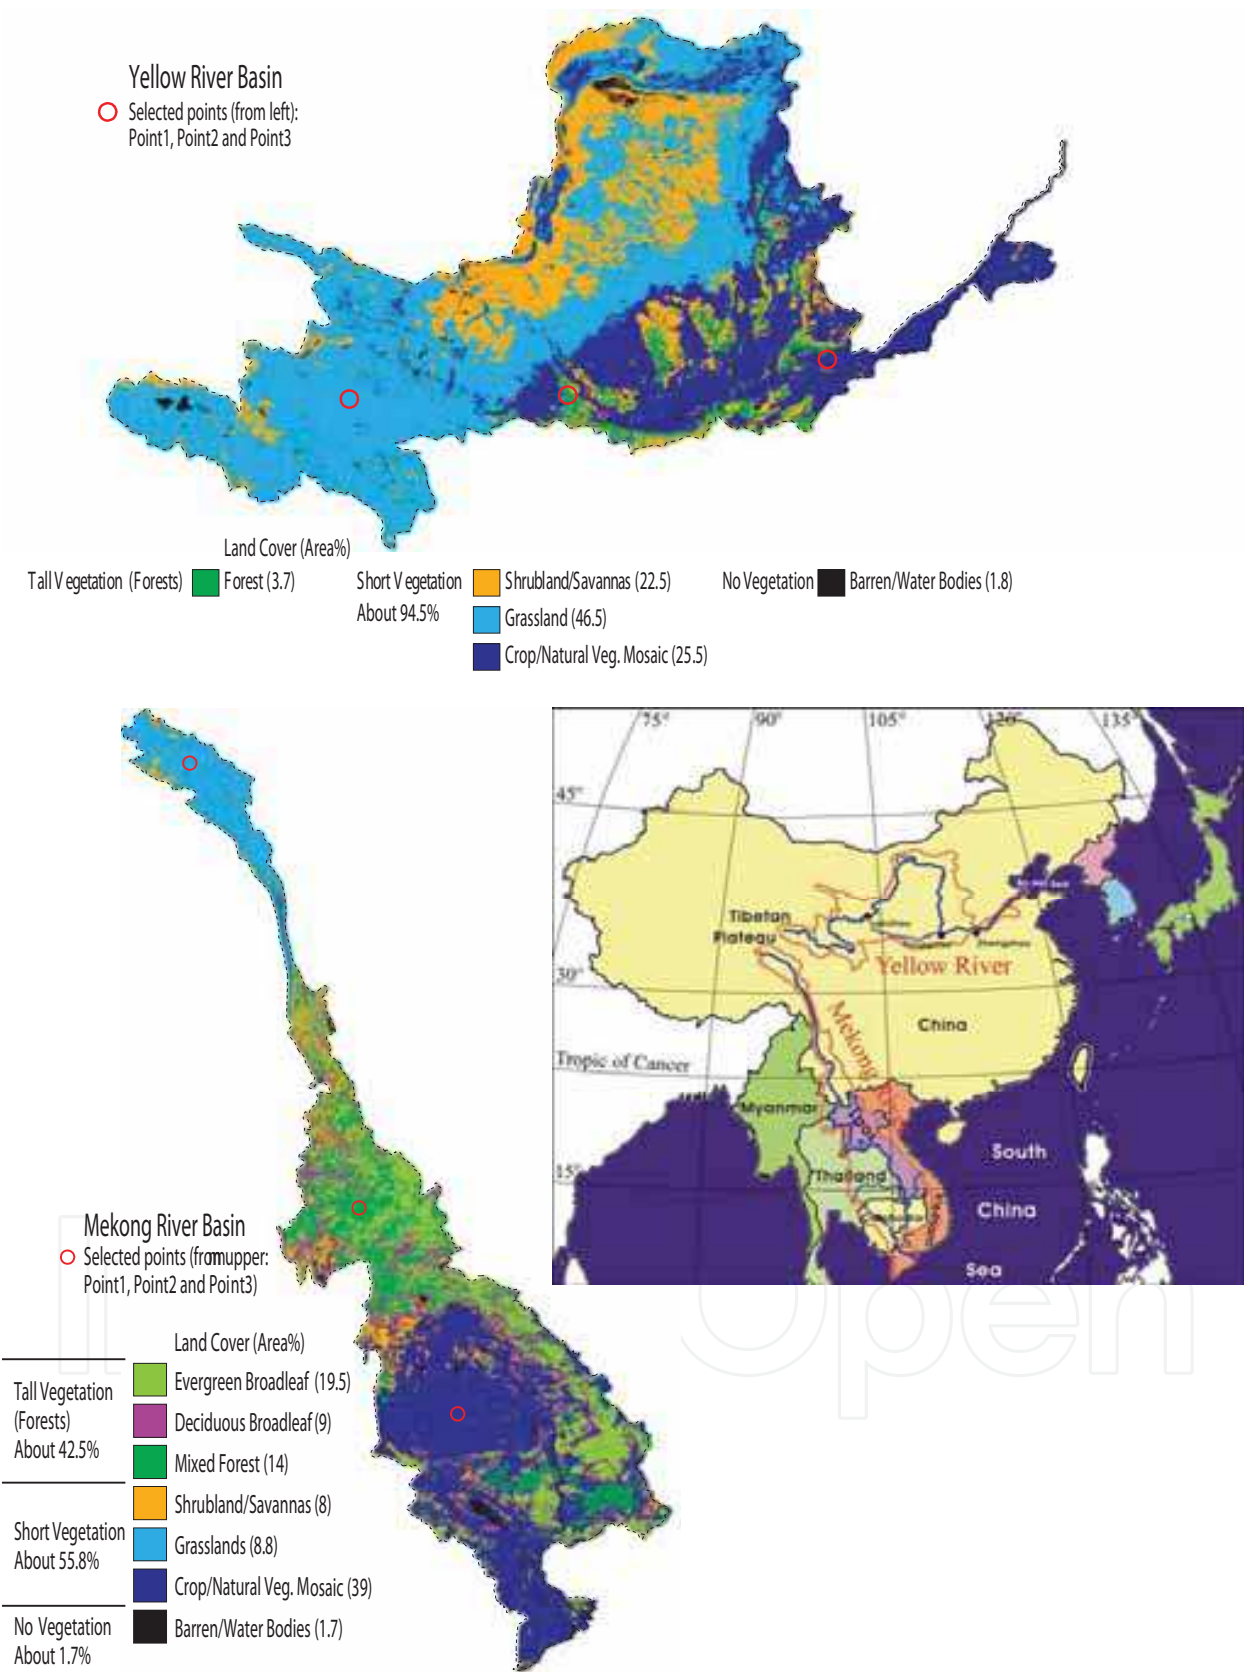 Yellow River Basin
Selected points (from left):
Point1, Point2 and Point3
Land Cover (Area%)
Tall Vegetation (Forests)
Forest (3.7)
Short Vegetation
About 94.5%
Shrubland/Savannas (22.5)
Grassland (46.5)
Crop/Natural Veg. Mosaic (25.5)
No Vegetation
Barren/Water Bodies (1.8)
75°
90°
105°
120°
135°
45°
Tibetan
Plateau
Zhengzhou
Yellow River
30°
Mekong
China
Tropic of Cancer
Myanmar
15°
Thailand
South
China
Sea
Mekong River Basin
Selected points (fromupper:
Point1, Point2 and Point3)
Open
Land Cover (Area%)
Tall Vegetation
(Forests)
About 42.5%
Evergreen Broadleaf (19.5)
Deciduous Broadleaf (9)
Mixed Forest (14)
Short Vegetation
About 55.8%
Shrubland/Savannas (8)
Grasslands (8.8)
Crop/Natural Veg. Mosaic (39)
No Vegetation
About 1.7%
Barren/Water Bodies (1.7)